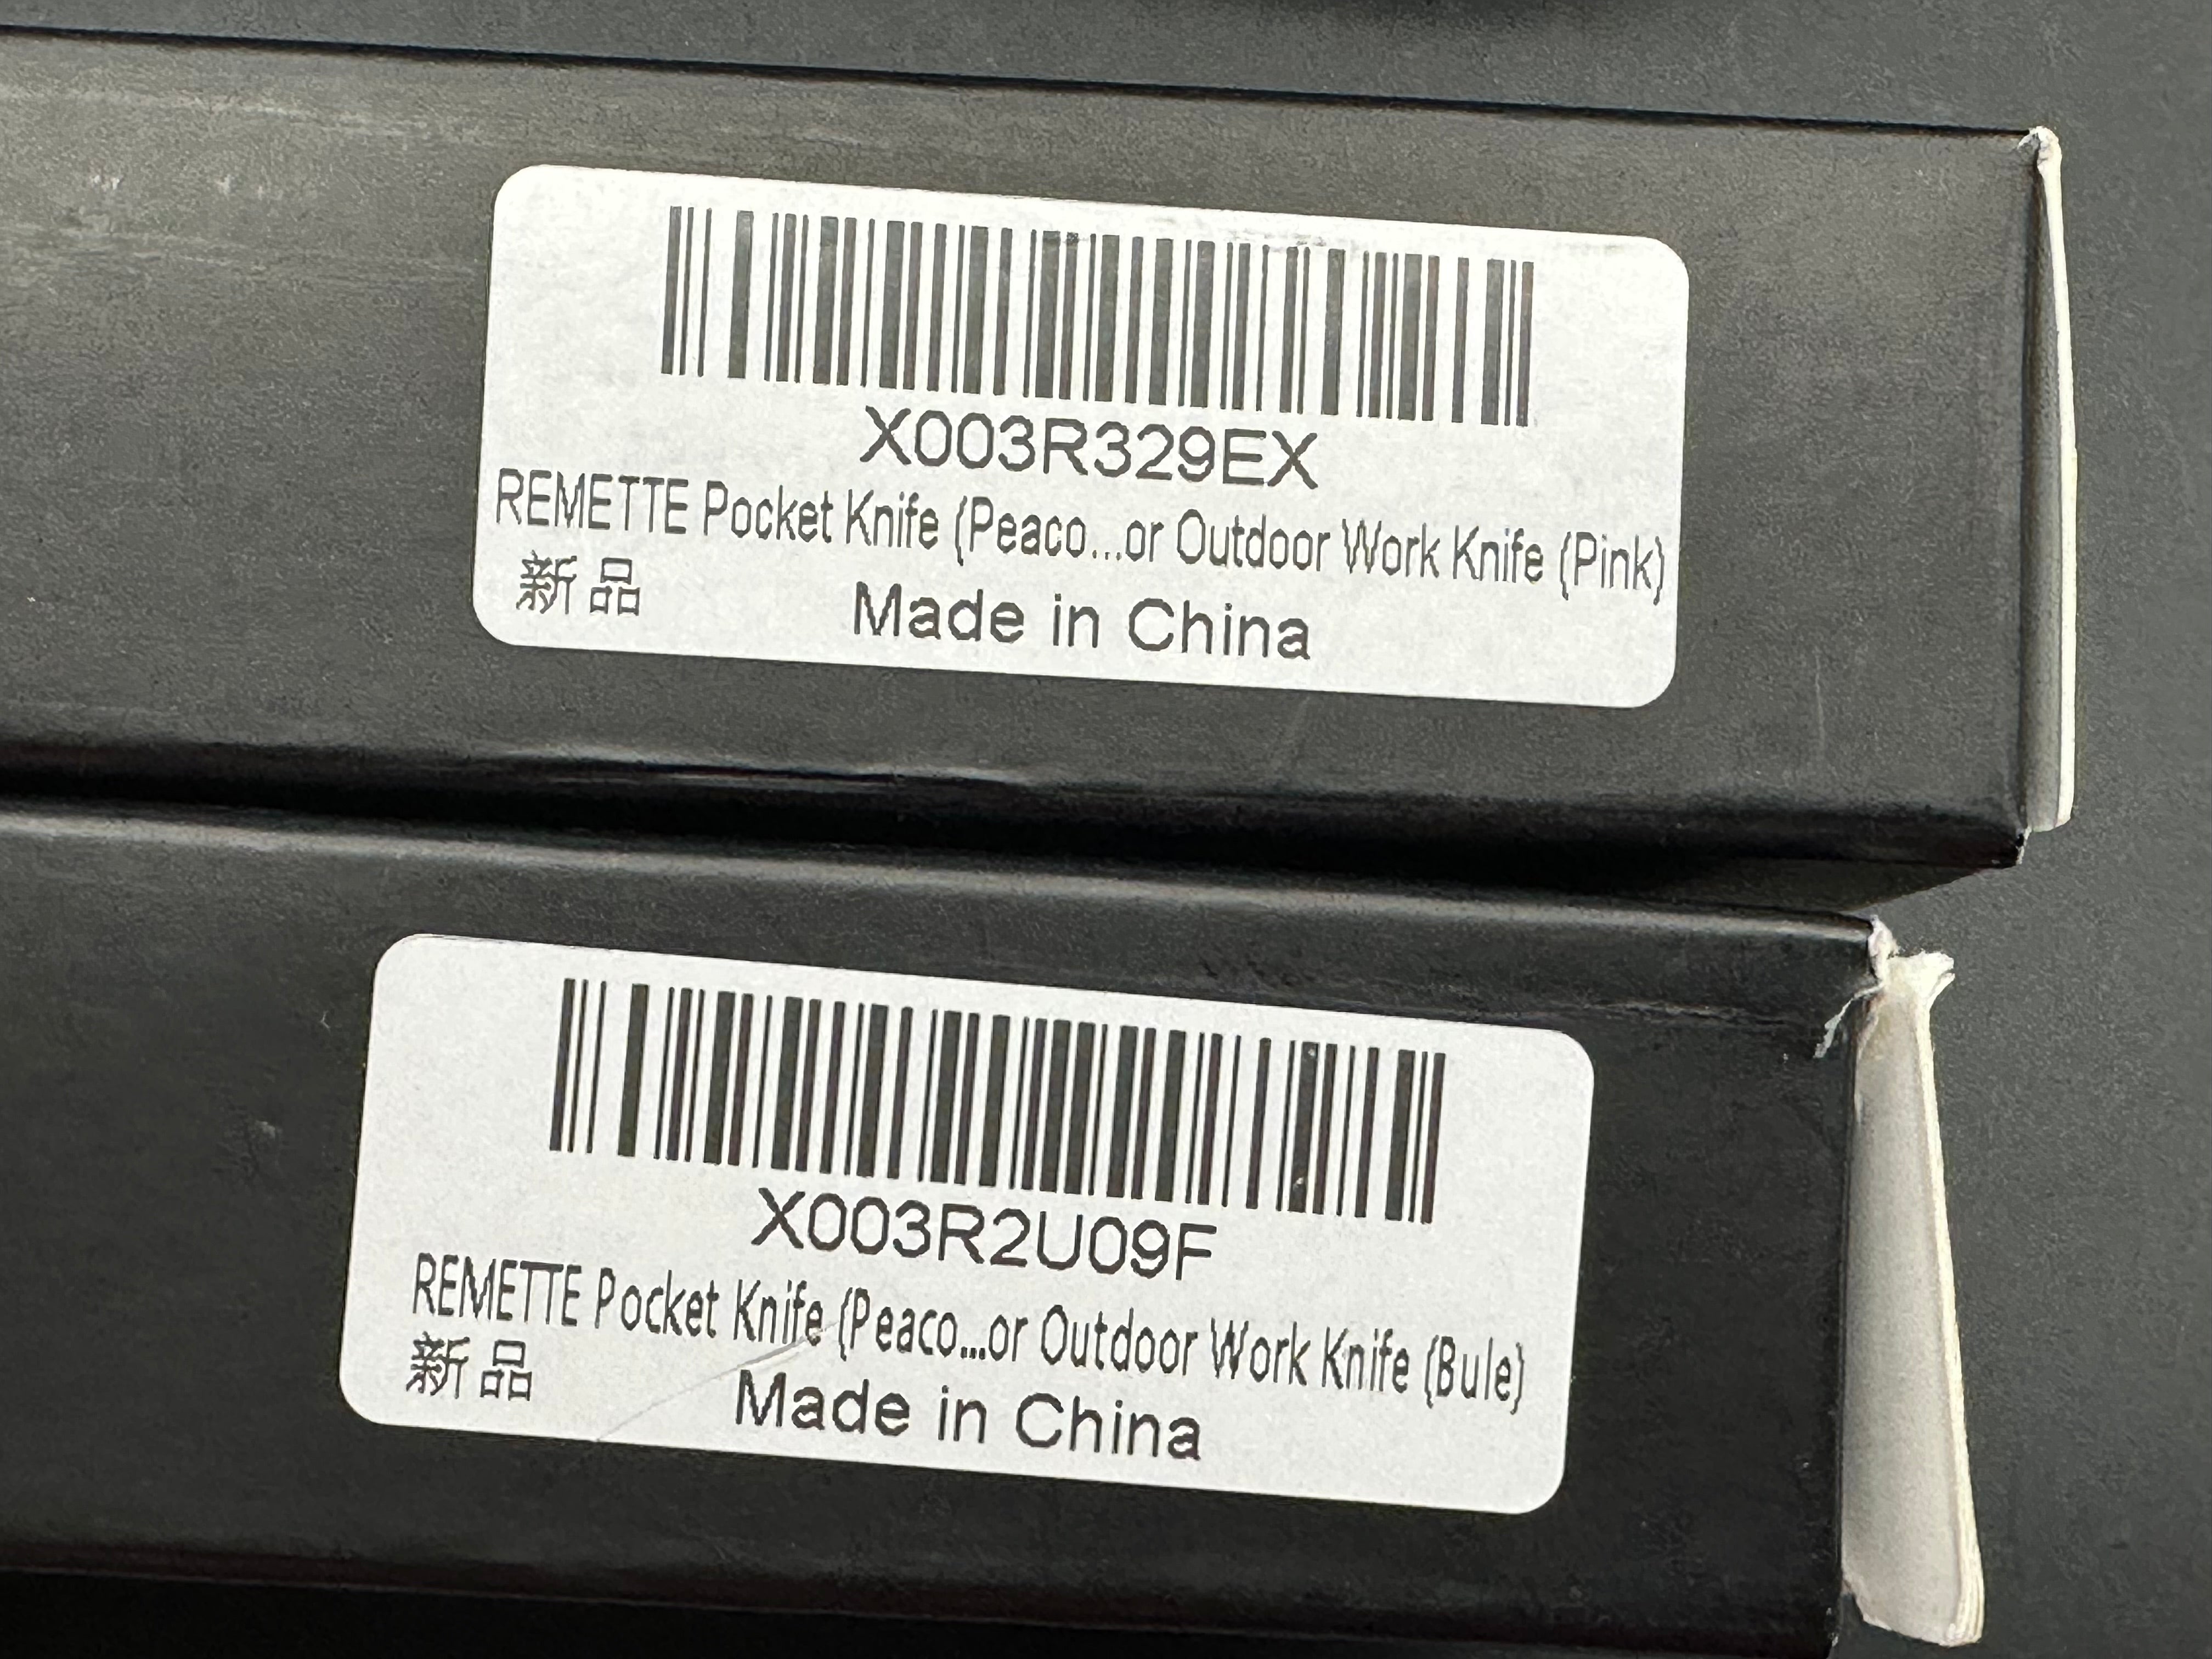 X003R329EX
REMETTE Pocket Knife (Peaco...or Outdoor Work Knife (Pink)
新品
Made in China
X003R2U09F
REMETTE Pocket Knife (Peaco...or Outdoor Work Knife (Bule)
新品
Made in China